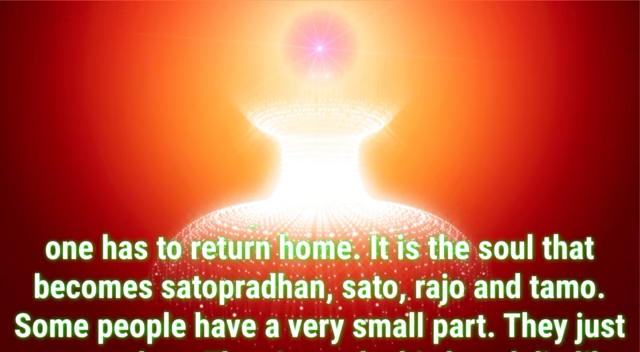 one has to return home. It is the soul that
becomes satopradhan, sato, rajo and tamo.
Some people have a very small part. They just